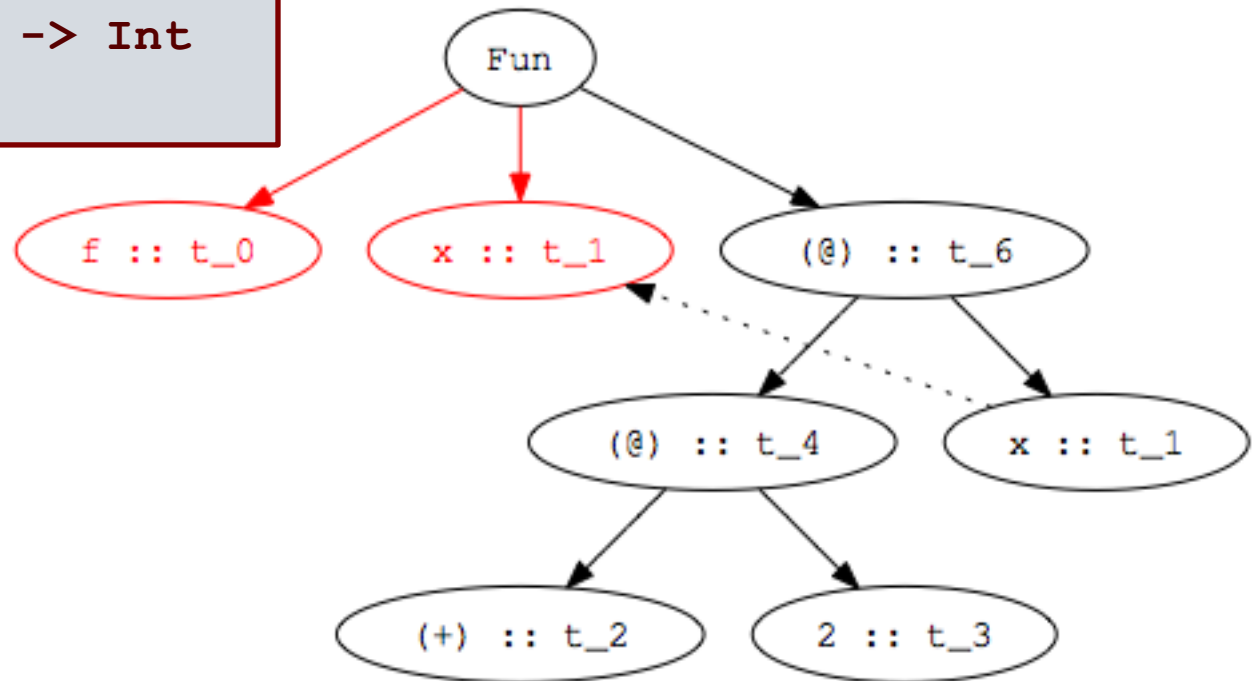 -> Int
Fun
f :: t_0
x :: t_1
(@) :: t_6
(@) :: t_4
x :: t_1
(+) :: t_2
2 :: t_3